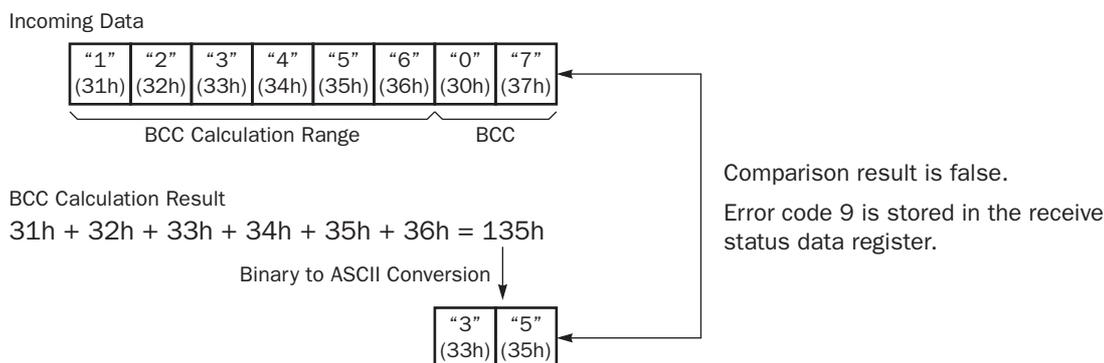 Incoming Data
“1” “2” “3” “4” “5” “6” “0” “7”
(31h) (32h) (33h) (34h) (35h) (36h) (30h) (37h)
BCC Calculation Range BCC
Comparison result is false.
Error code 9 is stored in the receive
status data register.
BCC Calculation Result
31h + 32h + 33h + 34h + 35h + 36h = 135h
Binary to ASCII Conversion
“3” “5”
(33h) (35h)